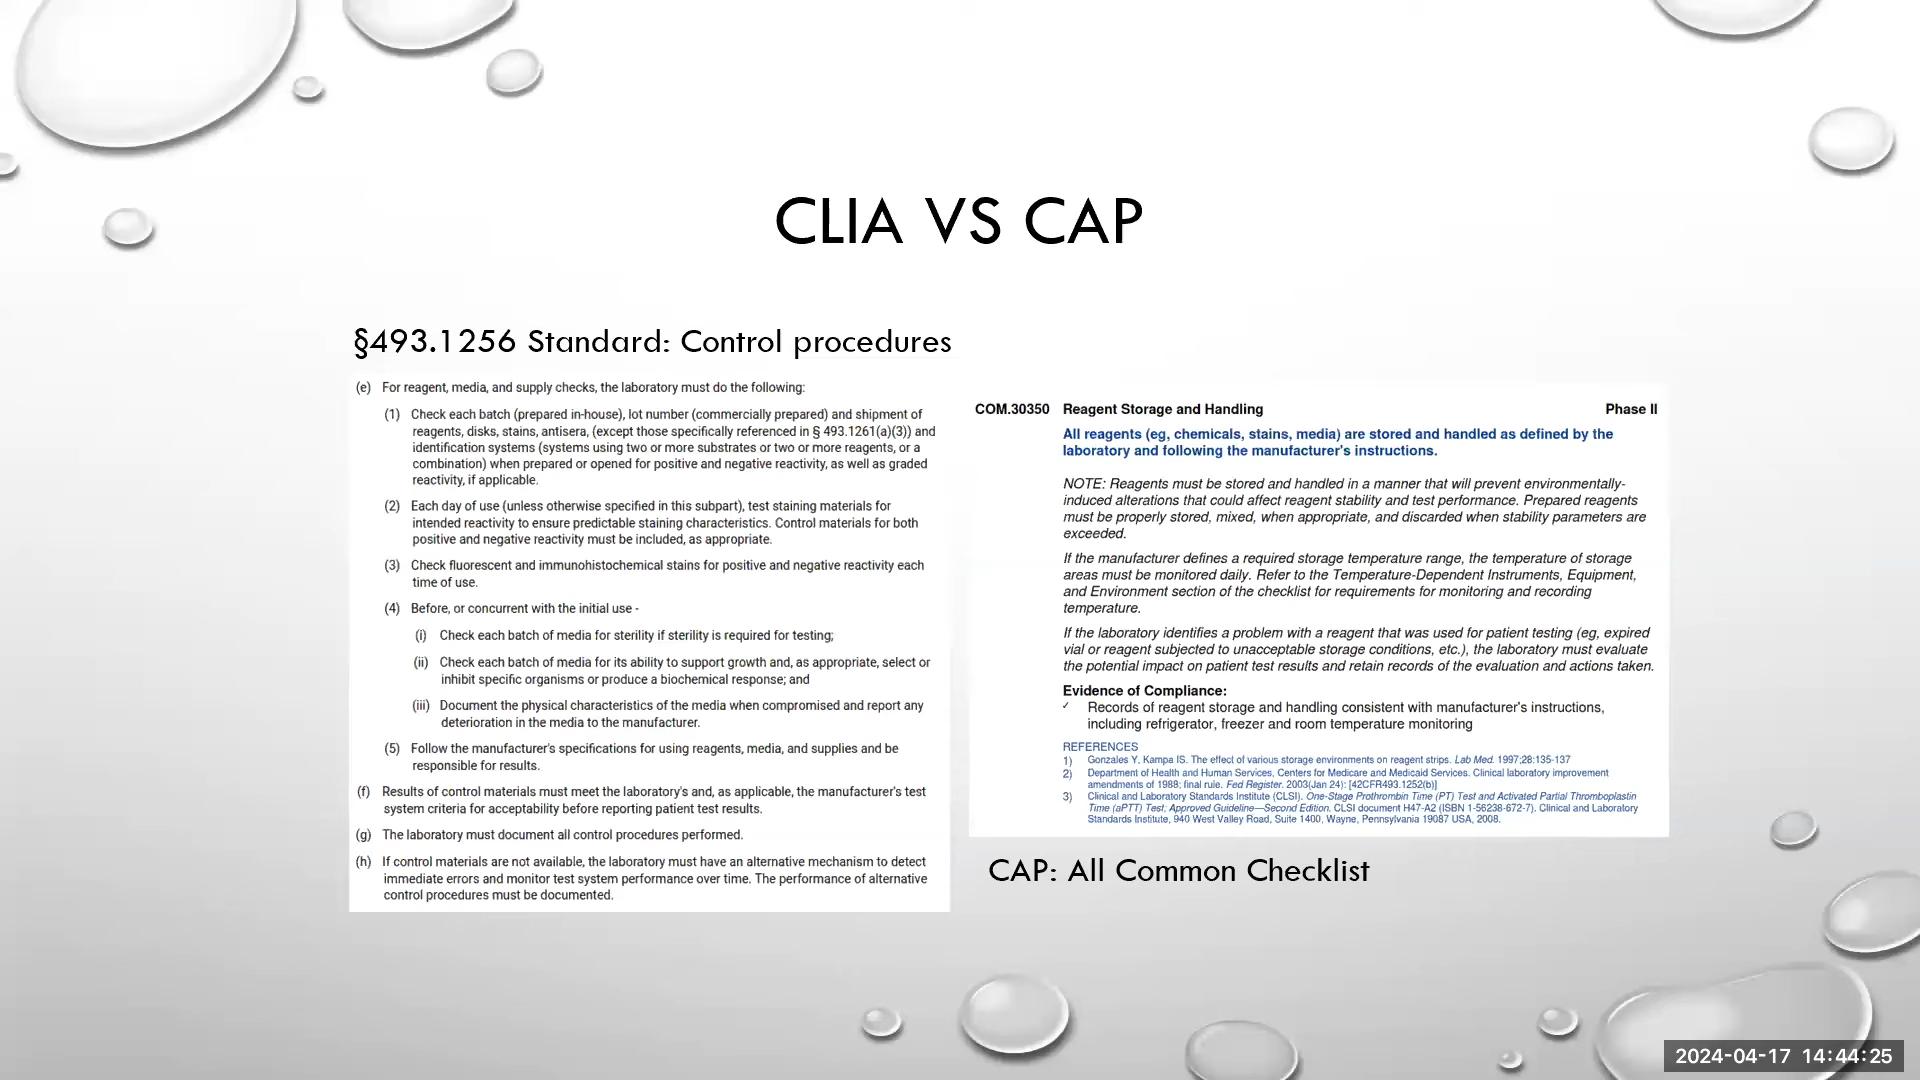 CLIA VS CAP
§493.1256 Standard: Control procedures
(e) For reagent, media, and supply checks, the laboratory must do the following:
(1) Check each batch (prepared in-house), lot number (commercially prepared) and shipment of
reagents, disks, stains, antisera, (except those specifically referenced in § 493.1261(a)(3)) and
identification systems (systems using two or more substrates or two or more reagents, or a
combination) when prepared or opened for positive and negative reactivity, as well as graded
reactivity, if applicable.
(2) Each day of use (unless otherwise specified in this subpart), test staining materials for
intended reactivity to ensure predictable staining characteristics. Control materials for both
positive and negative reactivity must be included, as appropriate.
(3) Check fluorescent and immunohistochemical stains for positive and negative reactivity each
time of use.
(4) Before, or concurrent with the initial use -
(i) Check each batch of media for sterility if sterility is required for testing;
(ii) Check each batch of media for its ability to support growth and, as appropriate, select or
inhibit specific organisms or produce a biochemical response; and
(iii) Document the physical characteristics of the media when compromised and report any
deterioration in the media to the manufacturer.
(5) Follow the manufacturer's specifications for using reagents, media, and supplies and be
responsible for results.
(f) Results of control materials must meet the laboratory's and, as applicable, the manufacturer's test
system criteria for acceptability before reporting patient test results.
(g) The laboratory must document all control procedures performed.
(h) If control materials are not available, the laboratory must have an alternative mechanism to detect
immediate errors and monitor test system performance over time. The performance of alternative
control procedures must be documented.
COM.30350 Reagent Storage and Handling Phase II
All reagents (eg, chemicals, stains, media) are stored and handled as defined by the
laboratory and following the manufacturer's instructions.
NOTE: Reagents must be stored and handled in a manner that will prevent environmentally-
induced alterations that could affect reagent stability and test performance. Prepared reagents
must be properly stored, mixed, when appropriate, and discarded when stability parameters are
exceeded.
If the manufacturer defines a required storage temperature range, the temperature of storage
areas must be monitored daily. Refer to the Temperature-Dependent Instruments, Equipment,
and Environment section of the checklist for requirements for monitoring and recording
temperature.
If the laboratory identifies a problem with a reagent that was used for patient testing (eg, expired
vial or reagent subjected to unacceptable storage conditions, etc.), the laboratory must evaluate
the potential impact on patient test results and retain records of the evaluation and actions taken.
Evidence of Compliance:
✓ Records of reagent storage and handling consistent with manufacturer's instructions,
including refrigerator, freezer and room temperature monitoring
REFERENCES
1) Gonzales Y, Kampa IS. The effect of various storage environments on reagent strips. Lab Med. 1997;28:135-137
2) Department of Health and Human Services, Centers for Medicare and Medicaid Services. Clinical laboratory improvement
amendments of 1988; final rule. Fed Register. 2003(Jan 24): [42CFR493.1252(b)]
3) Clinical and Laboratory Standards Institute (CLSI). One-Stage Prothrombin Time (PT) Test and Activated Partial Thromboplastin
Time (aPTT) Test; Approved Guideline—Second Edition. CLSI document H47-A2 (ISBN 1-56238-672-7). Clinical and Laboratory
Standards Institute, 940 West Valley Road, Suite 1400, Wayne, Pennsylvania 19087 USA, 2008.
CAP: All Common Checklist
2024-04-17 14:44:25